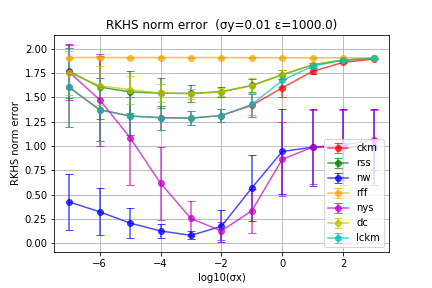 RKHS norm error (σy=0.01 ε=1000.0)
2.00
1.75
1.50
1.25
1.00
0.75
0.50
0.25
0.00
RKHS norm error
−6
−4
−2
0
2
log10(σx)
ckm
rss
nw
rff
nys
dc
lckm